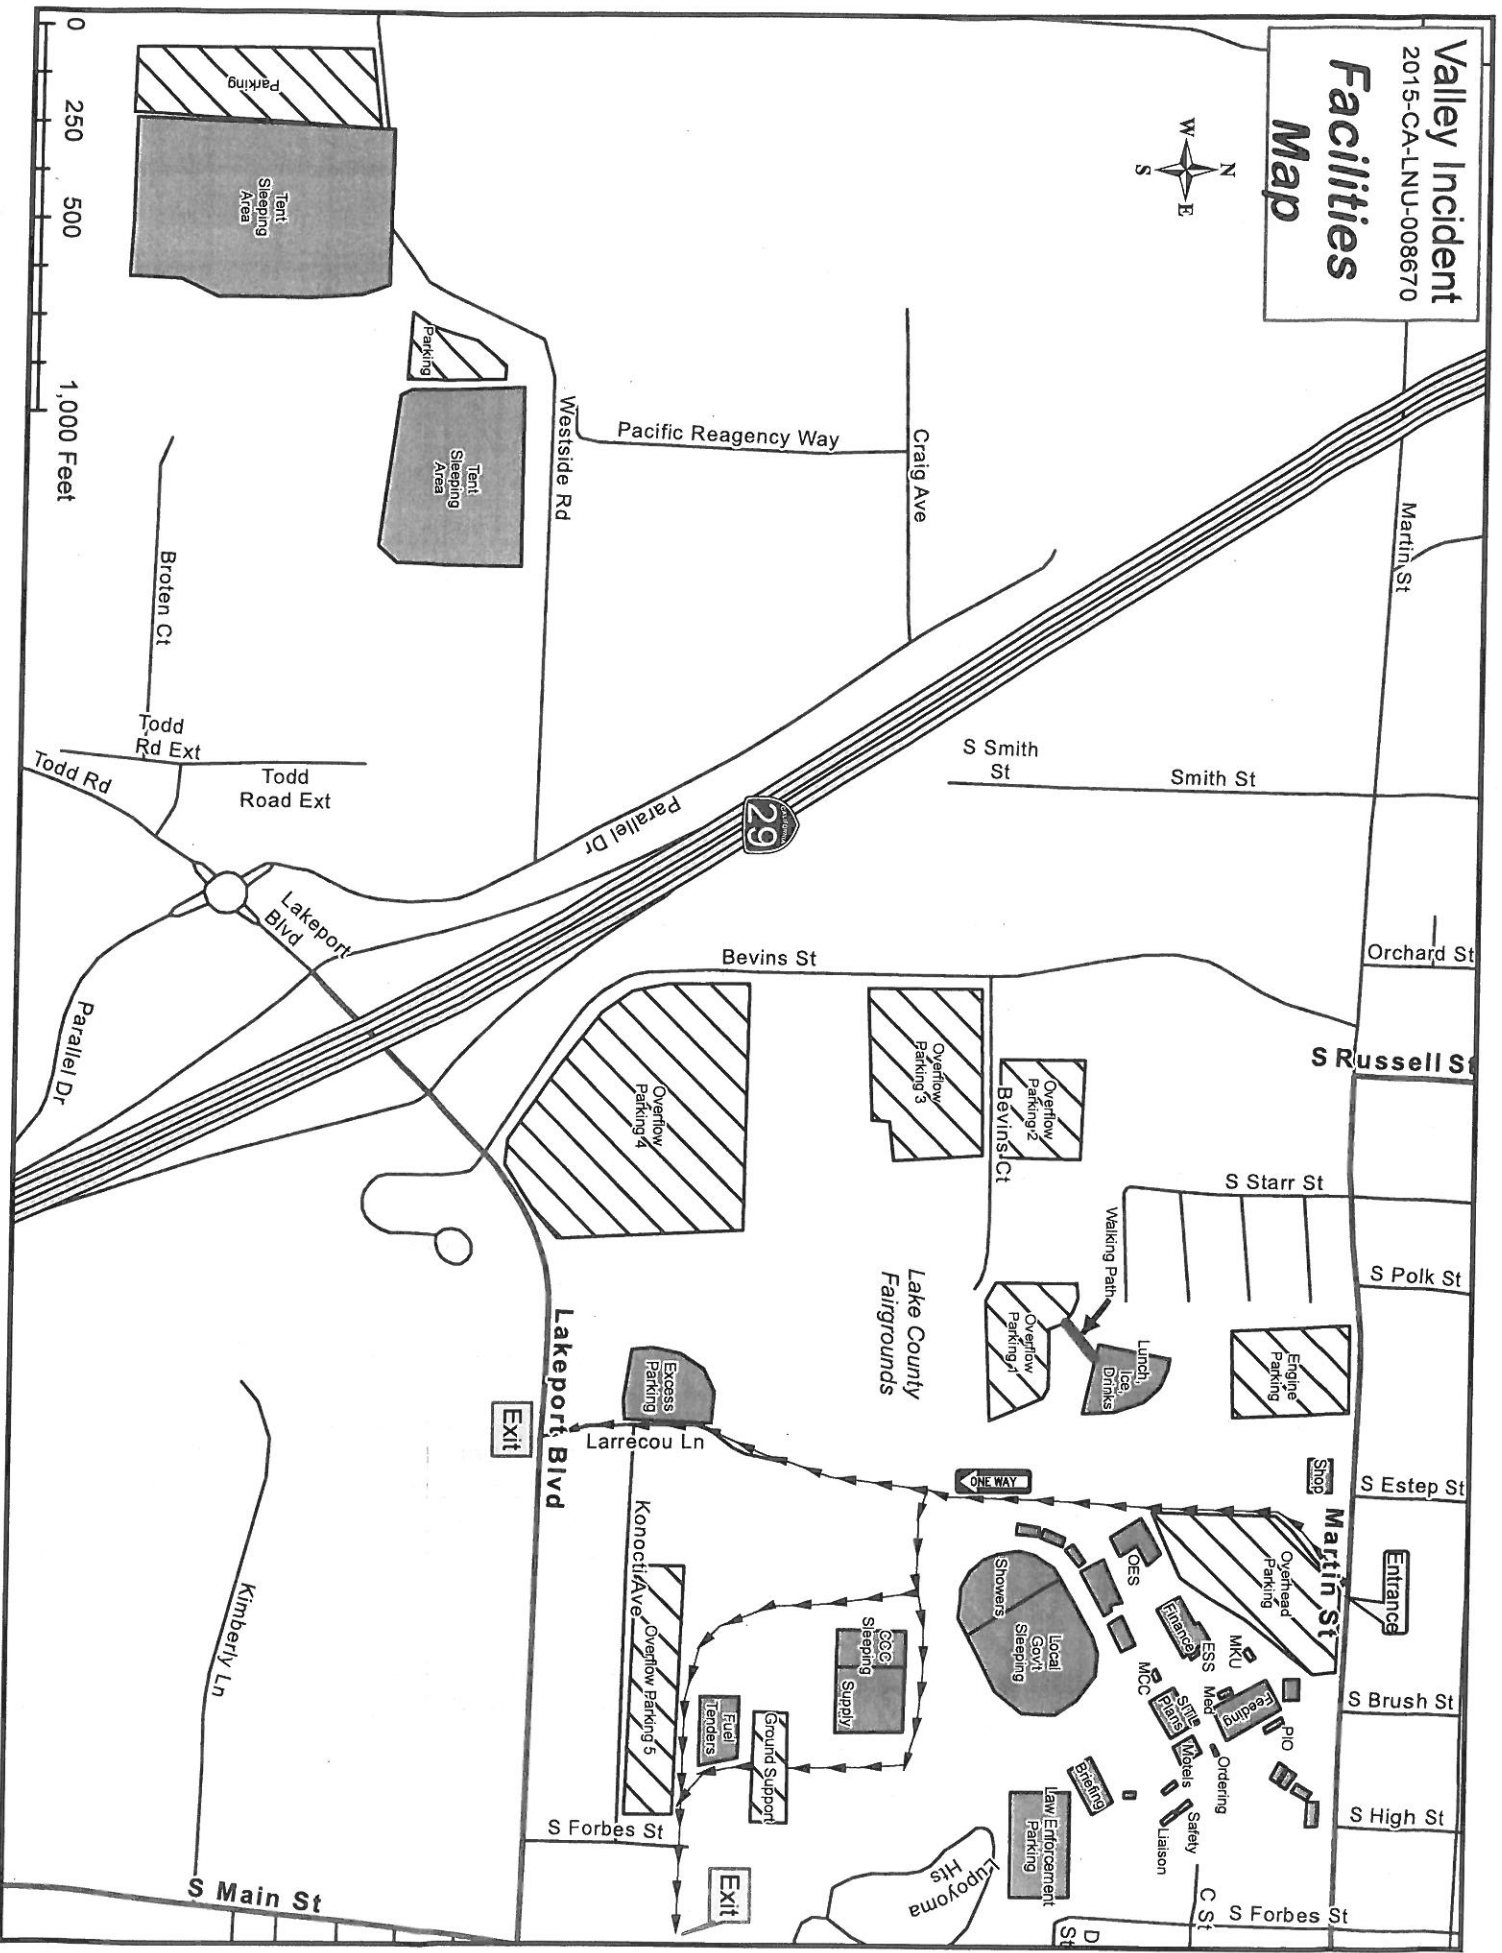 Valley Incident
2015-CA-LNU-008670
Facilities
Map
N
W
E
S
0
250
500
1,000 Feet
Parking
Tent
Sleeping
Area
Parking
Tent
Sleeping
Area
Westside Rd
Pacific Reagency Way
Craig Ave
Martin St
Broten Ct
Todd
Rd Ext
Todd Rd
Todd
Road Ext
Parallel Dr
CALIFORNIA
29
S Smith
St
Smith St
Lakeport
Blvd
Parallel Dr
Bevins St
Orchard St
S Russell St
Overflow
Parking 4
Overflow
Parking 3
Overflow
Parking 2
Bevins Ct
S Starr St
S Polk St
Walking Path
Lake County
Fairgrounds
Overflow
Parking 1
Lunch,
Ice,
Drinks
Engine
Parking
Lakeport Blvd
Excess
Parking
Exit
Larrecou Ln
ONE WAY
Shop
S Estep St
Martin St
Entrance
Overhead
Parking
OES
Showers
Local
Gov't
Sleeping
Finance
ESS
MKU
MCC
SITL
Plans
Med
Feeding
PIO
Motels
Ordering
Briefing
Safety
Liaison
S Brush St
S High St
Konocti Ave
Overflow Parking 5
CCC
Sleeping
Supply
Fuel
Tenders
Ground Support
Law Enforcement
Parking
Kimberly Ln
S Forbes St
Exit
Lupoyoma
Hts
S Main St
D
St
C St
S Forbes St